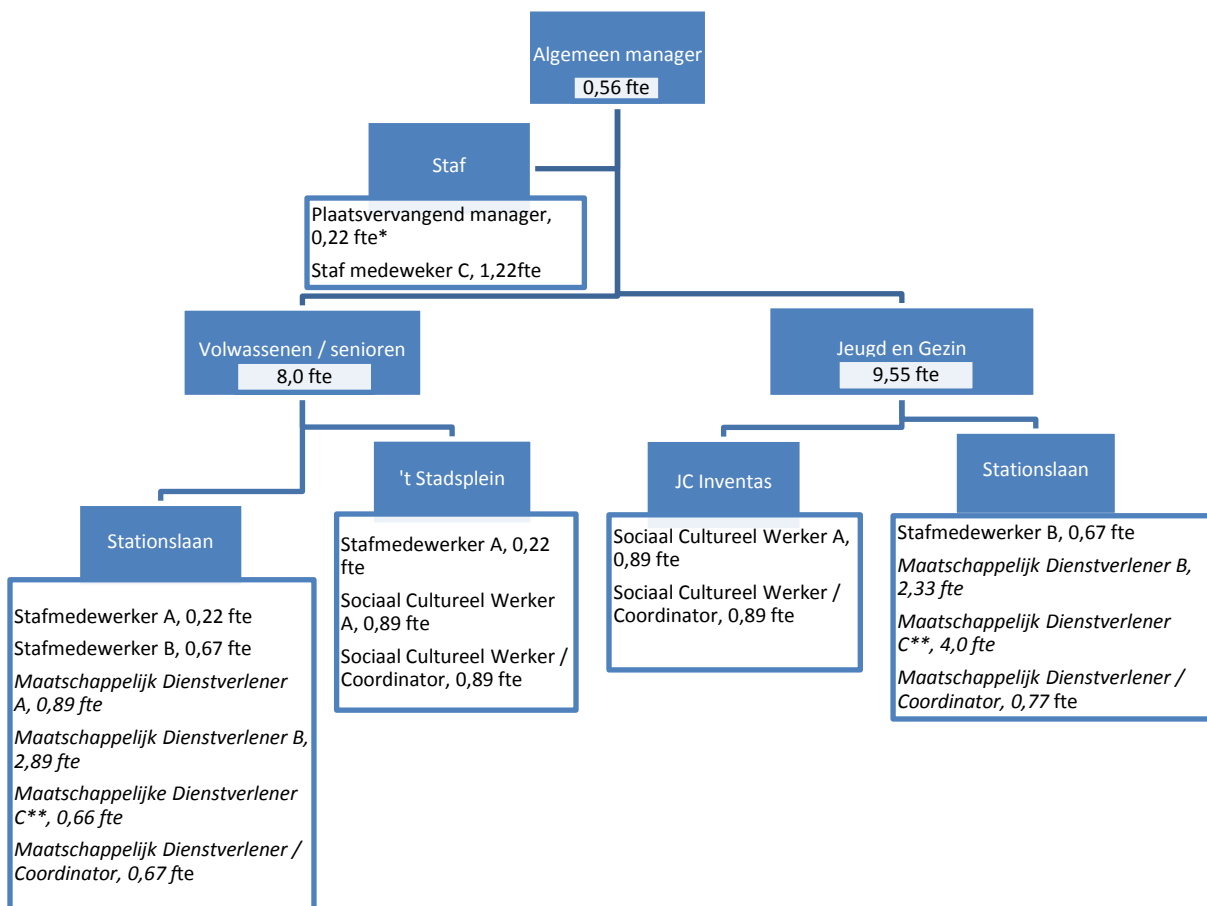 Algemeen manager
0,56 fte
Staf
Plaatsvervangend manager,
0,22 fte*
Staf medeweker C, 1,22fte
Volwassenen / senioren
8,0 fte
Jeugd en Gezin
9,55 fte
Stationslaan
Stafmedewerker A, 0,22 fte
Stafmedewerker B, 0,67 fte
Maatschappelijk Dienstverlener
A, 0,89 fte
Maatschappelijk Dienstverlener B,
2,89 fte
Maatschappelijke Dienstverlener
C**, 0,66 fte
Maatschappelijk Dienstverlener /
Coordinator, 0,67 fte
't Stadsplein
Stafmedewerker A, 0,22
fte
Sociaal Cultureel Werker
A, 0,89 fte
Sociaal Cultureel Werker /
Coordinator, 0,89 fte
JC Inventas
Sociaal Cultureel Werker A,
0,89 fte
Sociaal Cultureel Werker /
Coordinator, 0,89 fte
Stationslaan
Stafmedewerker B, 0,67 fte
Maatschappelijk Dienstverlener B,
2,33 fte
Maatschappelijk Dienstverlener
C**, 4,0 fte
Maatschappelijk Dienstverlener /
Coordinator, 0,77 fte